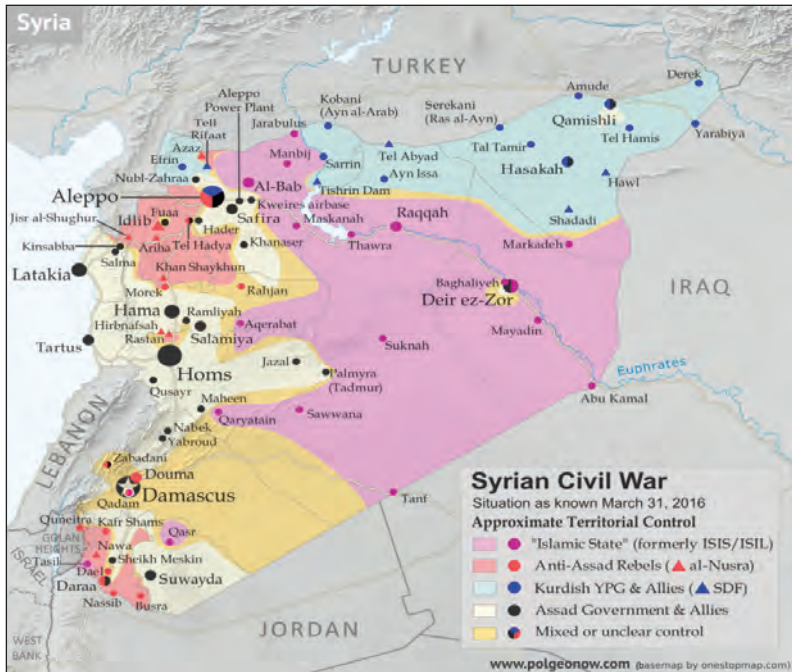 Syria
TURKEY
Aleppo
Power Plant
Tell
Rifaat
Azaz
Efrin
Nubl-Zahraa
Jarabulus
Kobani
(Ayn al-Arab)
Serekani
(Ras al-Ayn)
Amude
Derek
Qamishli
Manbij
Sarrin
Tel Abyad
Tal Tamir
Tel Hamis
Yarabiya
Al-Bab
Tishrin Dam
Ayn Issa
Hasakah
Hawl
Aleppo
Kweires airbase
Jisr al-Shughur
Idlib
Fuaa
Safira
Maskanah
Raqqah
Shadadi
Hader
Kinsabba
Ariha
Tel Hadya
Khanaser
Thawra
Markadeh
Salma
Latakia
Khan Shaykhun
Morek
Rahjan
Baghaliyeh
Deir ez-Zor
IRAQ
Hama
Ramliyah
Hirbnafsah
Aqerabat
Mayadin
Tartus
Rastan
Salamiya
Suknah
Homs
Jazal
Palmyra
(Tadmur)
Euphrates
Qusayr
Maheen
Abu Kamal
LEBANON
Qaryatain
Sawwana
Nabek
Yabroud
Zabadani
Douma
Damascus
Tanf
Qadam
Quneitra
Kafr Shams
Qasr
GOLAN
HEIGHTS
Nawa
ISRAEL
Tasil
Sheikh Meskin
Dael
Daraa
Suwayda
Nassib
Busra
JORDAN
WEST
BANK
Syrian Civil War
Situation as known March 31, 2016
Approximate Territorial Control
"Islamic State" (formerly ISIS/ISIL)
Anti-Assad Rebels ( al-Nusra)
Kurdish YPG & Allies ( SDF)
Assad Government & Allies
Mixed or unclear control
www.polgeonow.com (basemap by onestopmap.com)